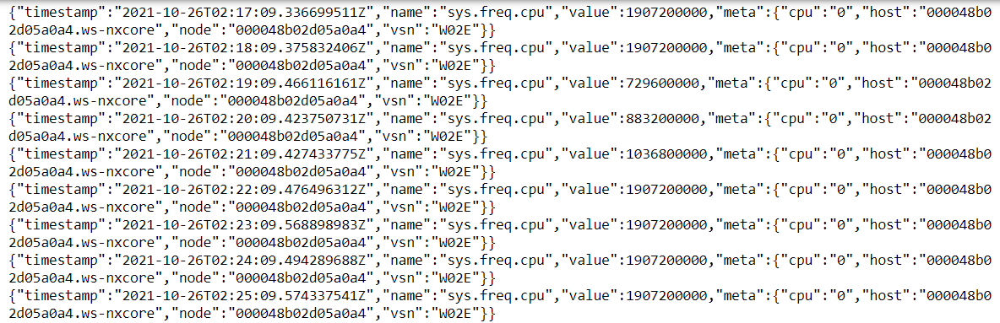 {"timestamp":"2021-10-26T02:17:09.336699511Z","name":"sys.freq.cpu","value":1907200000,"meta":{"cpu":"0","host":"000048b0
2d05a0a4.ws-nxcore","node":"000048b02d05a0a4","vsn":"W02E"}}
{"timestamp":"2021-10-26T02:18:09.375832406Z","name":"sys.freq.cpu","value":1907200000,"meta":{"cpu":"0","host":"000048b0
2d05a0a4.ws-nxcore","node":"000048b02d05a0a4","vsn":"W02E"}}
{"timestamp":"2021-10-26T02:19:09.466116161Z","name":"sys.freq.cpu","value":729600000,"meta":{"cpu":"0","host":"000048b02
d05a0a4.ws-nxcore","node":"000048b02d05a0a4","vsn":"W02E"}}
{"timestamp":"2021-10-26T02:20:09.423750731Z","name":"sys.freq.cpu","value":883200000,"meta":{"cpu":"0","host":"000048b02
d05a0a4.ws-nxcore","node":"000048b02d05a0a4","vsn":"W02E"}}
{"timestamp":"2021-10-26T02:21:09.427433775Z","name":"sys.freq.cpu","value":1036800000,"meta":{"cpu":"0","host":"000048b0
2d05a0a4.ws-nxcore","node":"000048b02d05a0a4","vsn":"W02E"}}
{"timestamp":"2021-10-26T02:22:09.476496312Z","name":"sys.freq.cpu","value":1907200000,"meta":{"cpu":"0","host":"000048b0
2d05a0a4.ws-nxcore","node":"000048b02d05a0a4","vsn":"W02E"}}
{"timestamp":"2021-10-26T02:23:09.568898983Z","name":"sys.freq.cpu","value":1907200000,"meta":{"cpu":"0","host":"000048b0
2d05a0a4.ws-nxcore","node":"000048b02d05a0a4","vsn":"W02E"}}
{"timestamp":"2021-10-26T02:24:09.494289688Z","name":"sys.freq.cpu","value":1907200000,"meta":{"cpu":"0","host":"000048b0
2d05a0a4.ws-nxcore","node":"000048b02d05a0a4","vsn":"W02E"}}
{"timestamp":"2021-10-26T02:25:09.574337541Z","name":"sys.freq.cpu","value":1907200000,"meta":{"cpu":"0","host":"000048b0
2d05a0a4.ws-nxcore","node":"000048b02d05a0a4","vsn":"W02E"}}